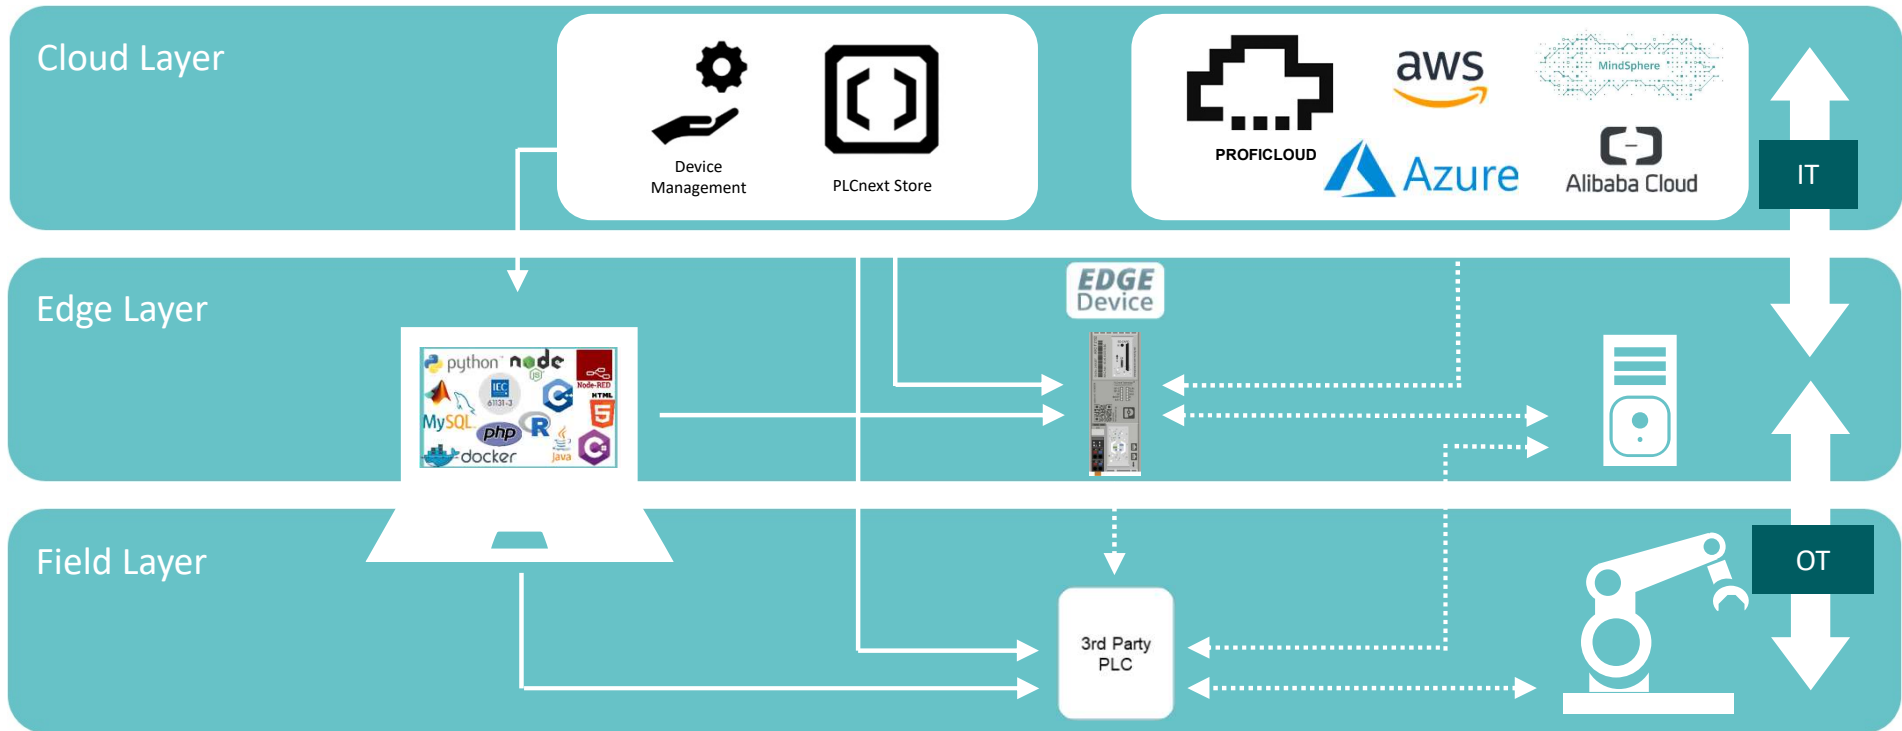 Cloud Layer
Device
Management
PLCnext Store
PROFICLOUD
aws
MindSphere
Azure
Alibaba Cloud
IT
Edge Layer
EDGE
Device
python
node
Node-RED
IEC
61131-3
HTML
5
MySQL
php
R
Java
docker
Field Layer
3rd Party
PLC
OT